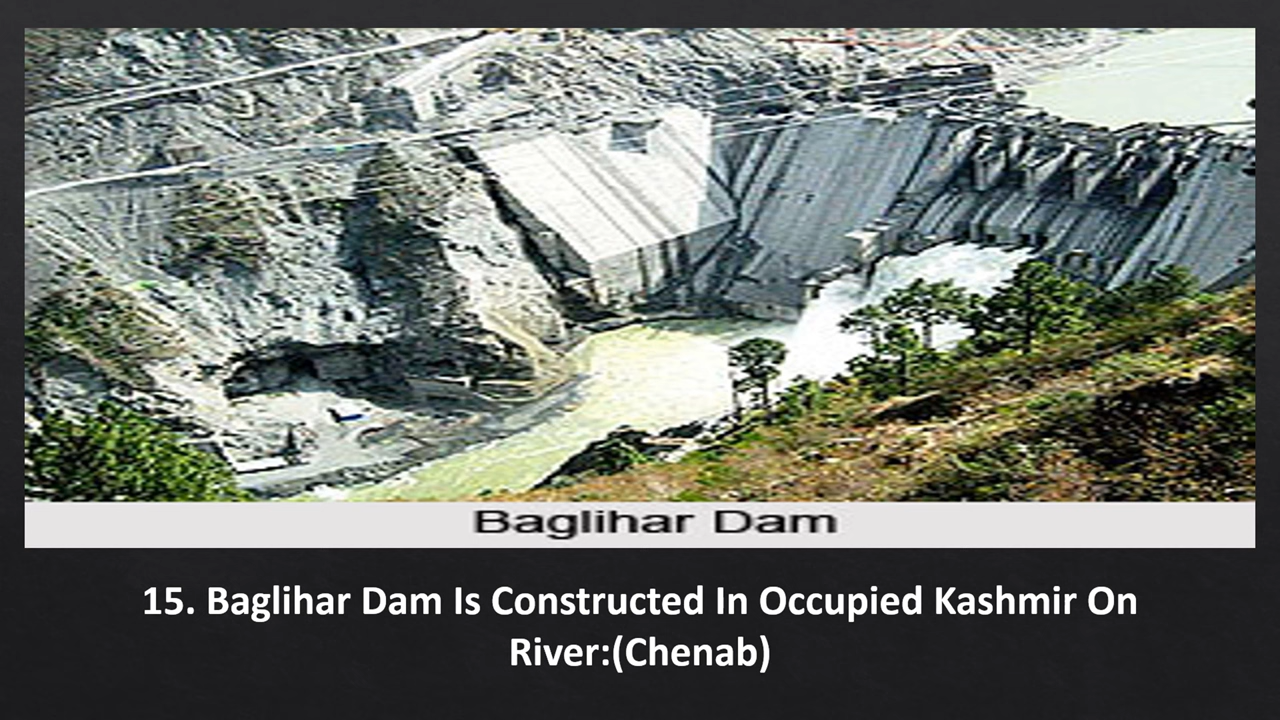 Baglihar Dam
15. Baglihar Dam Is Constructed In Occupied Kashmir On
River:(Chenab)